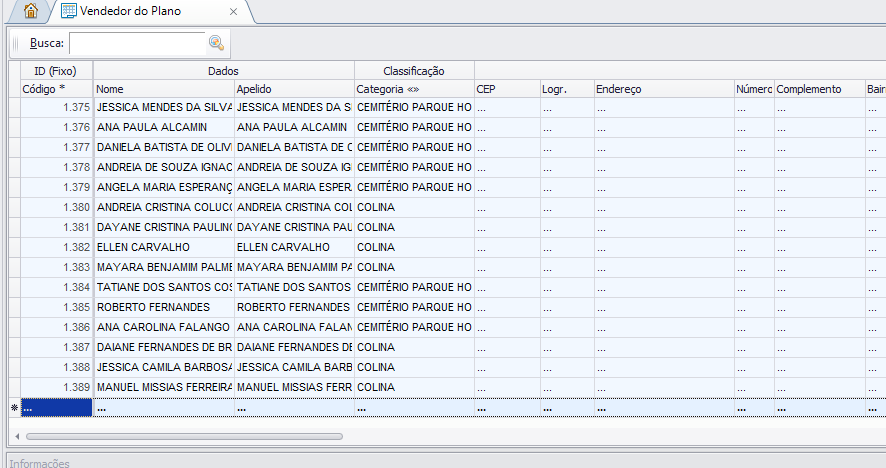 Vendedor do Plano
Busca:
ID (Fixo) Dados Classificação
Código * Nome Apelido Categoria «» CEP Logr. Endereço Número Complemento Bair
1.375 JESSICA MENDES DA SILVA JESSICA MENDES DA SI CEMITÉRIO PARQUE HO ... ... ... ... ... ...
1.376 ANA PAULA ALCAMIN ANA PAULA ALCAMIN CEMITÉRIO PARQUE HO ... ... ... ... ... ...
1.377 DANIELA BATISTA DE OLIV DANIELA BATISTA DE O CEMITÉRIO PARQUE HO ... ... ... ... ... ...
1.378 ANDREIA DE SOUZA IGNAC ANDREIA DE SOUZA IG CEMITÉRIO PARQUE HO ... ... ... ... ... ...
1.379 ANGELA MARIA ESPERANÇ ANGELA MARIA ESPER CEMITÉRIO PARQUE HO ... ... ... ... ... ...
1.380 ANDREIA CRISTINA COLUCC ANDREIA CRISTINA COL COLINA ... ... ... ... ... ...
1.381 DAYANE CRISTINA PAULINO DAYANE CRISTINA PAU COLINA ... ... ... ... ... ...
1.382 ELLEN CARVALHO ELLEN CARVALHO COLINA ... ... ... ... ... ...
1.383 MAYARA BENJAMIM PALME MAYARA BENJAMIM PA COLINA ... ... ... ... ... ...
1.384 TATIANE DOS SANTOS COS TATIANE DOS SANTOS CEMITÉRIO PARQUE HO ... ... ... ... ... ...
1.385 ROBERTO FERNANDES ROBERTO FERNANDES CEMITÉRIO PARQUE HO ... ... ... ... ... ...
1.386 ANA CAROLINA FALANGO ANA CAROLINA FALAN CEMITÉRIO PARQUE HO ... ... ... ... ... ...
1.387 DAIANE FERNANDES DE BR DAIANE FERNANDES DE COLINA ... ... ... ... ... ...
1.388 JESSICA CAMILA BARBOSA JESSICA CAMILA BARB COLINA ... ... ... ... ... ...
1.389 MANUEL MISSIAS FERREIRA MANUEL MISSIAS FERR COLINA ... ... ... ... ... ...
* ... ... ... ... ... ... ... ... ... ...
Informações